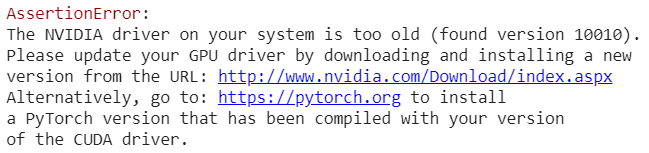 AssertionError:
The NVIDIA driver on your system is too old (found version 10010).
Please update your GPU driver by downloading and installing a new
version from the URL: http://www.nvidia.com/Download/index.aspx
Alternatively, go to: https://pytorch.org to install
a PyTorch version that has been compiled with your version
of the CUDA driver.